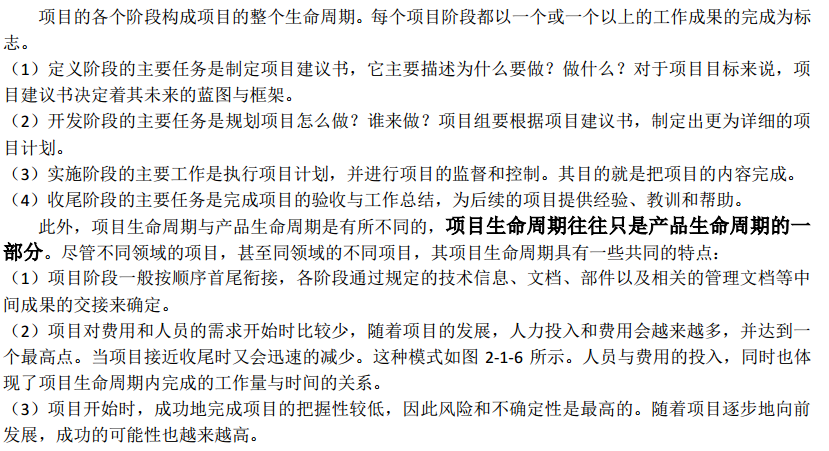 项目的各个阶段构成项目的整个生命周期。每个项目阶段都以一个或一个以上的工作成果的完成为标
志。
（1）定义阶段的主要任务是制定项目建议书，它主要描述为什么要做？做什么？对于项目目标来说，项
目建议书决定着其未来的蓝图与框架。
（2）开发阶段的主要任务是规划项目怎么做？谁来做？项目组要根据项目建议书，制定出更为详细的项
目计划。
（3）实施阶段的主要工作是执行项目计划，并进行项目的监督和控制。其目的就是把项目的内容完成。
（4）收尾阶段的主要任务是完成项目的验收与工作总结，为后续的项目提供经验、教训和帮助。
此外，项目生命周期与产品生命周期是有所不同的，项目生命周期往往只是产品生命周期的一
部分。尽管不同领域的项目，甚至同领域的不同项目，其项目生命周期具有一些共同的特点：
（1）项目阶段一般按顺序首尾衔接，各阶段通过规定的技术信息、文档、部件以及相关的管理文档等中
间成果的交接来确定。
（2）项目对费用和人员的需求开始时比较少，随着项目的发展，人力投入和费用会越来越多，并达到一
个最高点。当项目接近收尾时又会迅速的减少。这种模式如图 2-1-6 所示。人员与费用的投入，同时也体
现了项目生命周期内完成的工作量与时间的关系。
（3）项目开始时，成功地完成项目的把握性较低，因此风险和不确定性是最高的。随着项目逐步地向前
发展，成功的可能性也越来越高。